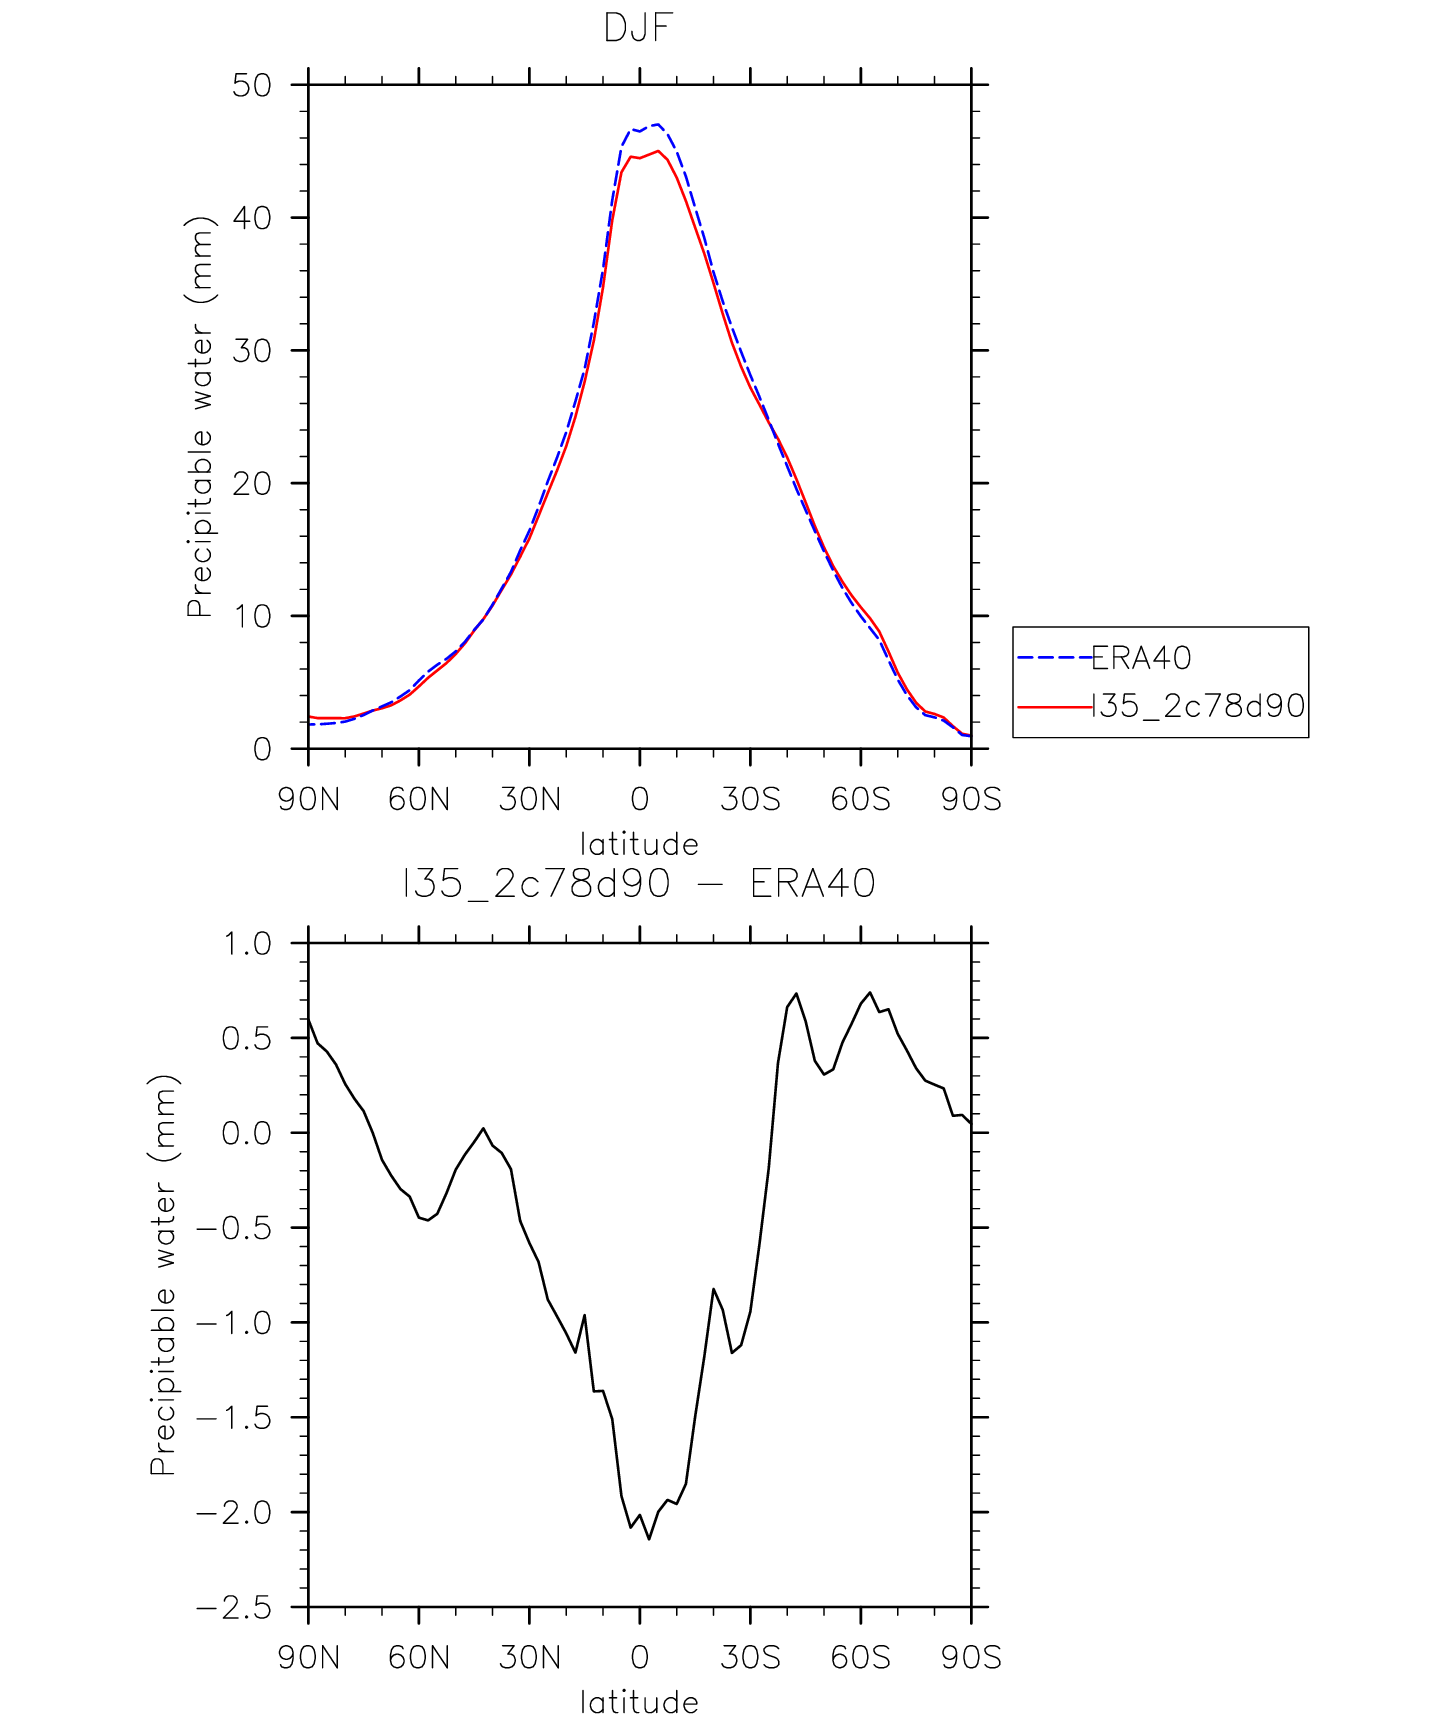 DJF
50
40
30
20
10
0
Precipitable water (mm)
90N 60N 30N 0 30S 60S 90S
latitude
ERA40
I35_2c78d90
I35_2c78d90 − ERA40
1.0
0.5
0.0
−0.5
−1.0
−1.5
−2.0
−2.5
Precipitable water (mm)
90N 60N 30N 0 30S 60S 90S
latitude